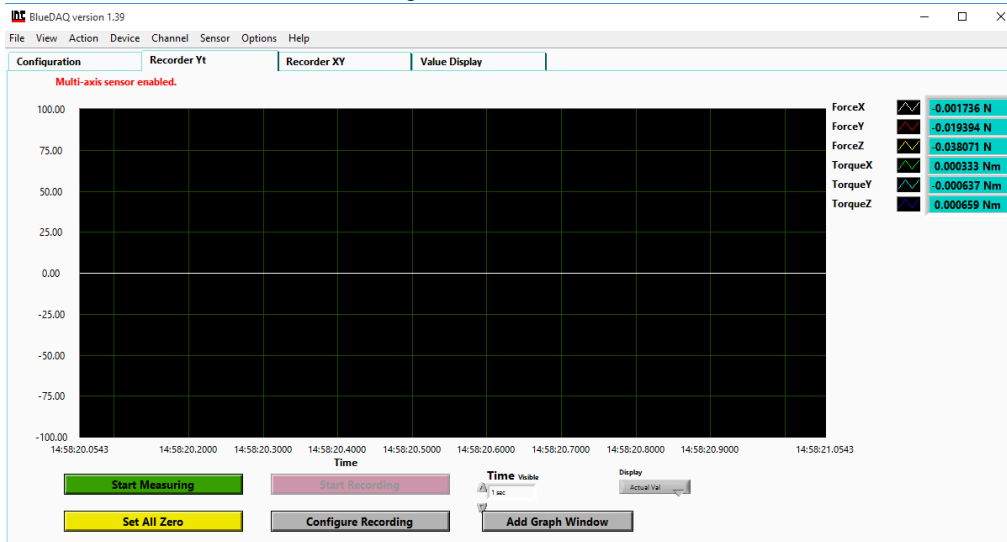 BlueDAQ version 1.39
File View Action Device Channel Sensor Options Help
Configuration Recorder Yt Recorder XY Value Display
Multi-axis sensor enabled.
100.00
75.00
50.00
25.00
0.00
-25.00
-50.00
-75.00
-100.00
14:58:20.0543 14:58:20.2000 14:58:20.3000 14:58:20.4000 14:58:20.5000 14:58:20.6000 14:58:20.7000 14:58:20.8000 14:58:20.9000 14:58:21.0543
Time
ForceX -0.001736 N
ForceY -0.019394 N
ForceZ -0.038071 N
TorqueX 0.000333 Nm
TorqueY -0.000637 Nm
TorqueZ 0.000659 Nm
Start Measuring Start Recording Time Visible 1 sec Display Actual Val
Set All Zero Configure Recording Add Graph Window